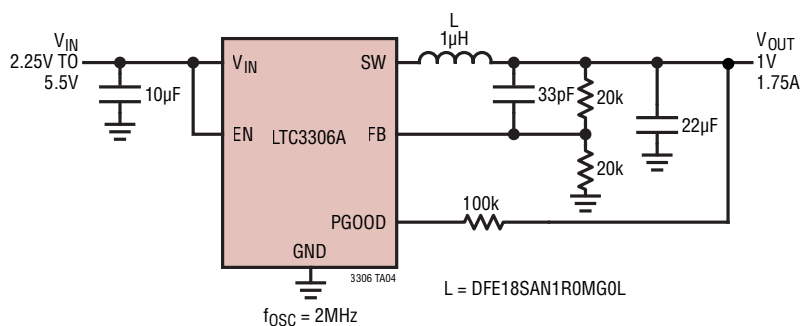 V_IN
2.25V TO
5.5V
10µF
V_IN
EN
LTC3306A
SW
FB
PGOOD
GND
L
1µH
33pF
20k
20k
22µF
V_OUT
1V
1.75A
100k
3306 TA04
f_OSC = 2MHz
L = DFE18SAN1R0MG0L